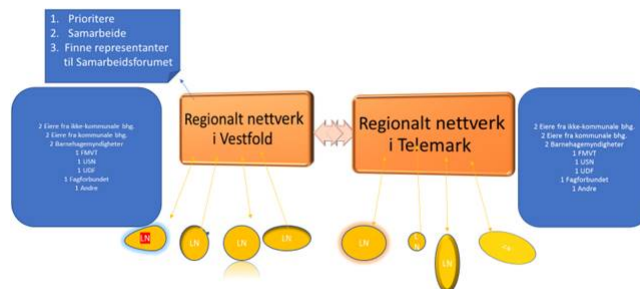 1. Prioritere
2. Samarbeide
3. Finne representanter
til Samarbeidsforumet
Regionalt nettverk
i Vestfold
Regionalt nettverk
i Telemark
2 Eiere fra ikke-kommunale bhg.
2 Eiere fra kommunale bhg.
2 Barnehagemyndigheter
1 FMVT
1 USN
1 UDF
1 Fagforbundet
1 Andre
2 Eiere fra ikke-kommunale bhg.
2 Eiere fra kommunale bhg.
2 Barnehagemyndigheter
1 FMVT
1 USN
1 UDF
1 Fagforbundet
1 Andre
LN
LN
LN
LN
LN
LN
LN